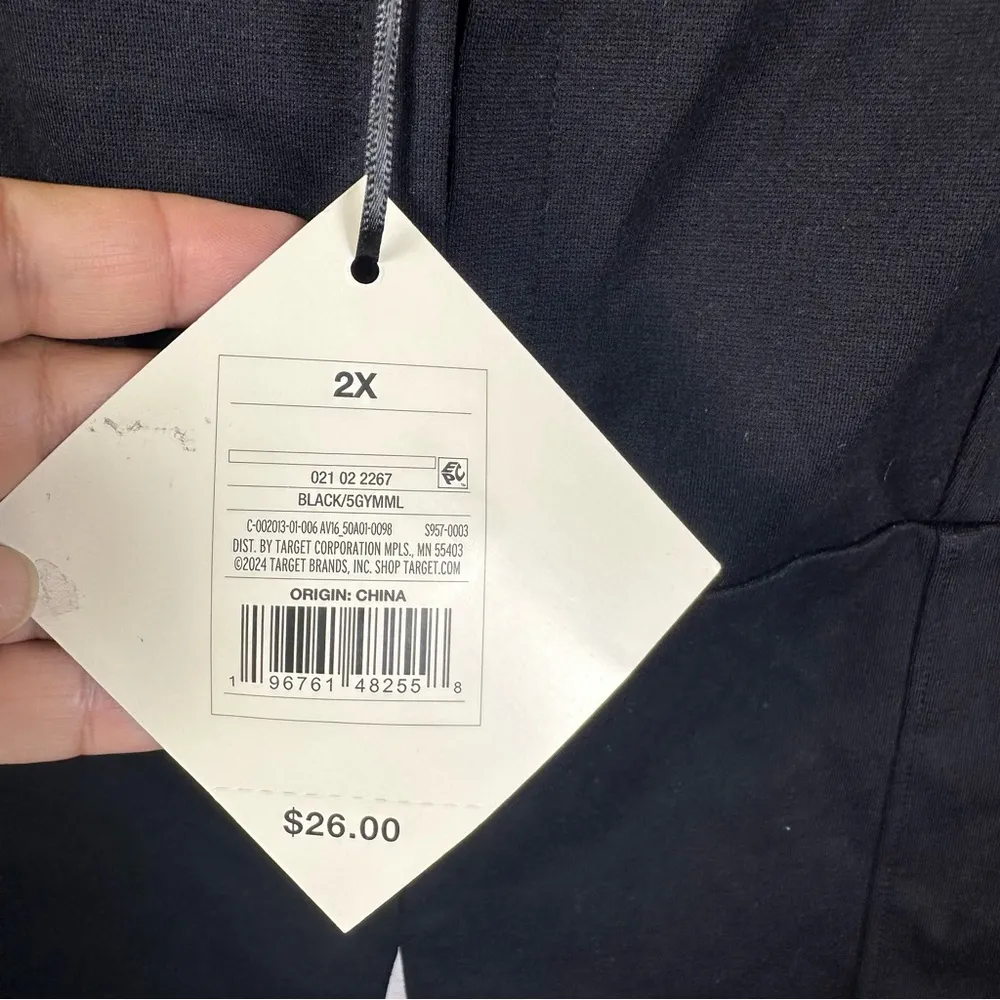 2X
021 02 2267
EPC
BLACK/5GYMML
C-002013-01-006 AV16_50A01-0098 S957-0003
DIST. BY TARGET CORPORATION MPLS., MN 55403
©2024 TARGET BRANDS, INC. SHOP TARGET.COM
ORIGIN: CHINA
1 96761 48255 8
$26.00